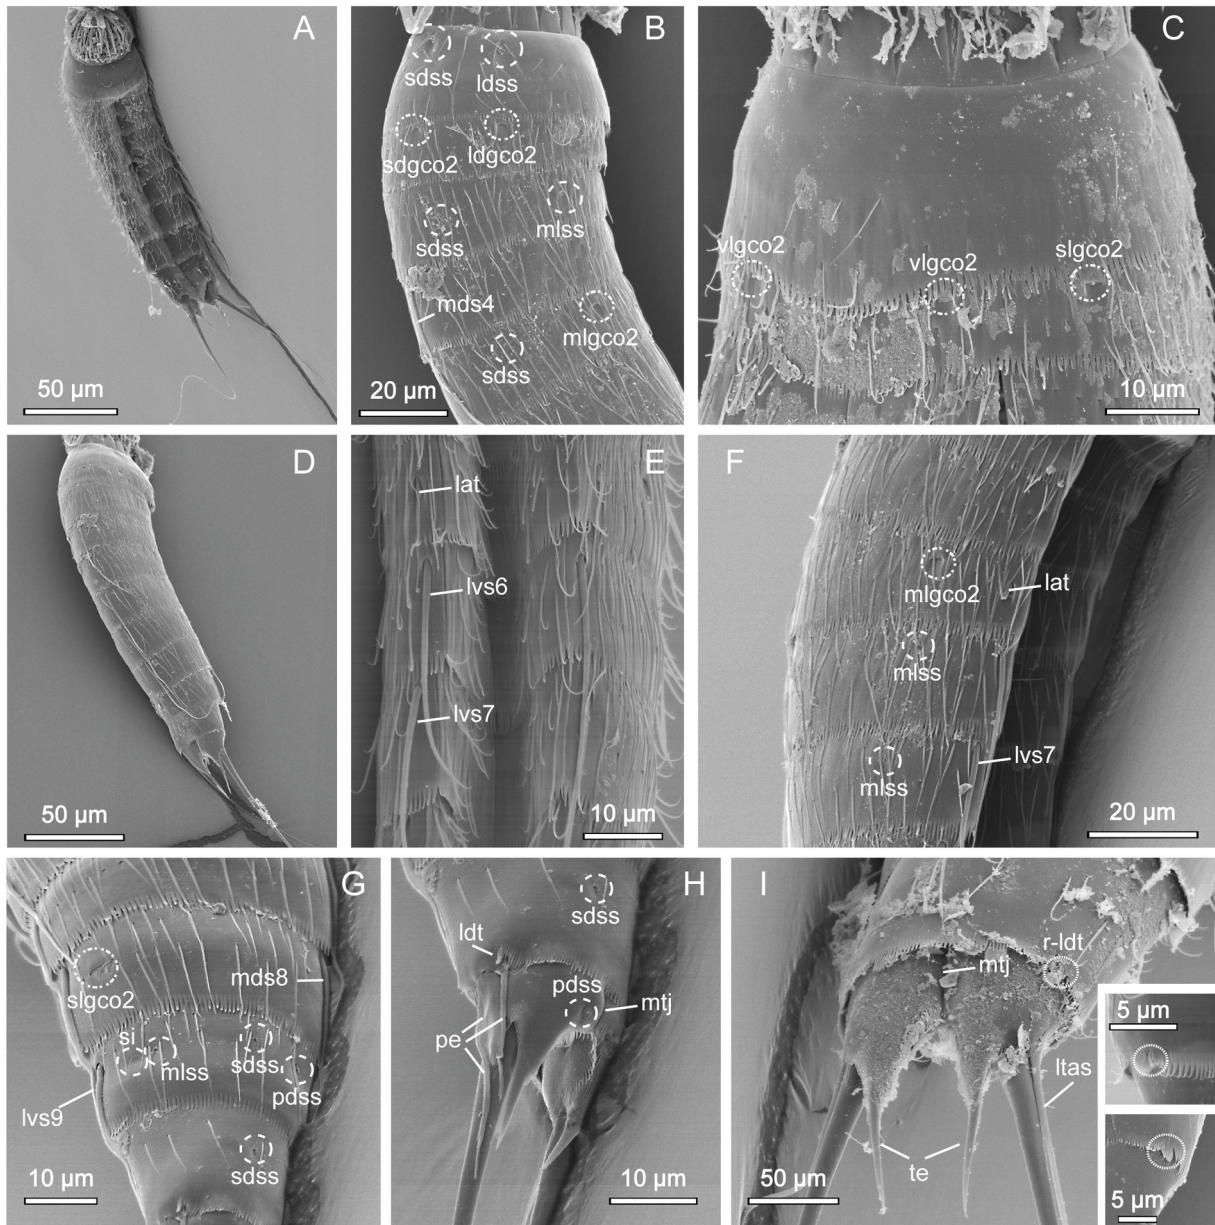 A
50 µm
B
sdss
ldss
sdgco2
ldgco2
mlss
sdss
mds4
mlgco2
sdss
20 µm
C
vlgco2
vlgco2
slgco2
10 µm
D
50 µm
E
lat
lvs6
lvs7
10 µm
F
mlgco2
lat
mlss
mlss
lvs7
20 µm
G
slgco2
mds8
si
mlss
sdss
pdss
lvs9
sdss
10 µm
H
sdss
ldt
pdss
mtj
pe
10 µm
I
r-ldt
mtj
ltas
te
50 µm
5 µm
5 µm